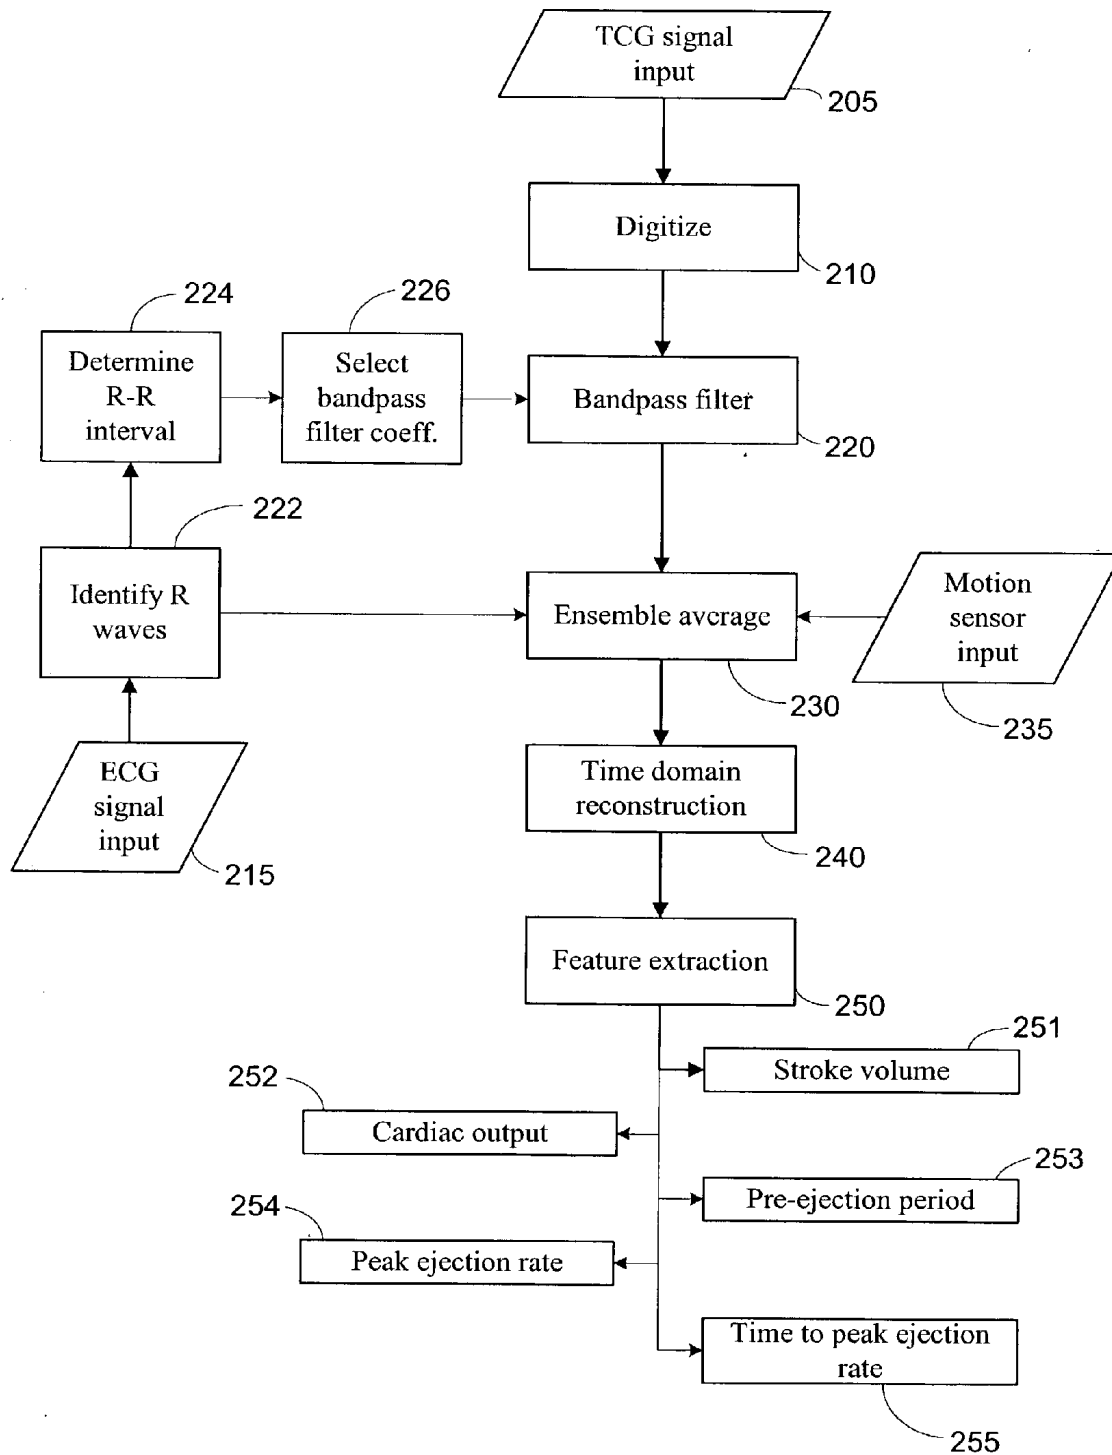 TCG signal
input
205
Digitize
210
224
226
Determine
R-R
interval
Select
bandpass
filter coeff.
Bandpass filter
220
222
Identify R
waves
Ensemble average
Motion
sensor
input
230
235
ECG
signal
input
215
Time domain
reconstruction
240
Feature extraction
250
251
Stroke volume
252
Cardiac output
253
Pre-ejection period
254
Peak ejection rate
Time to peak ejection
rate
255